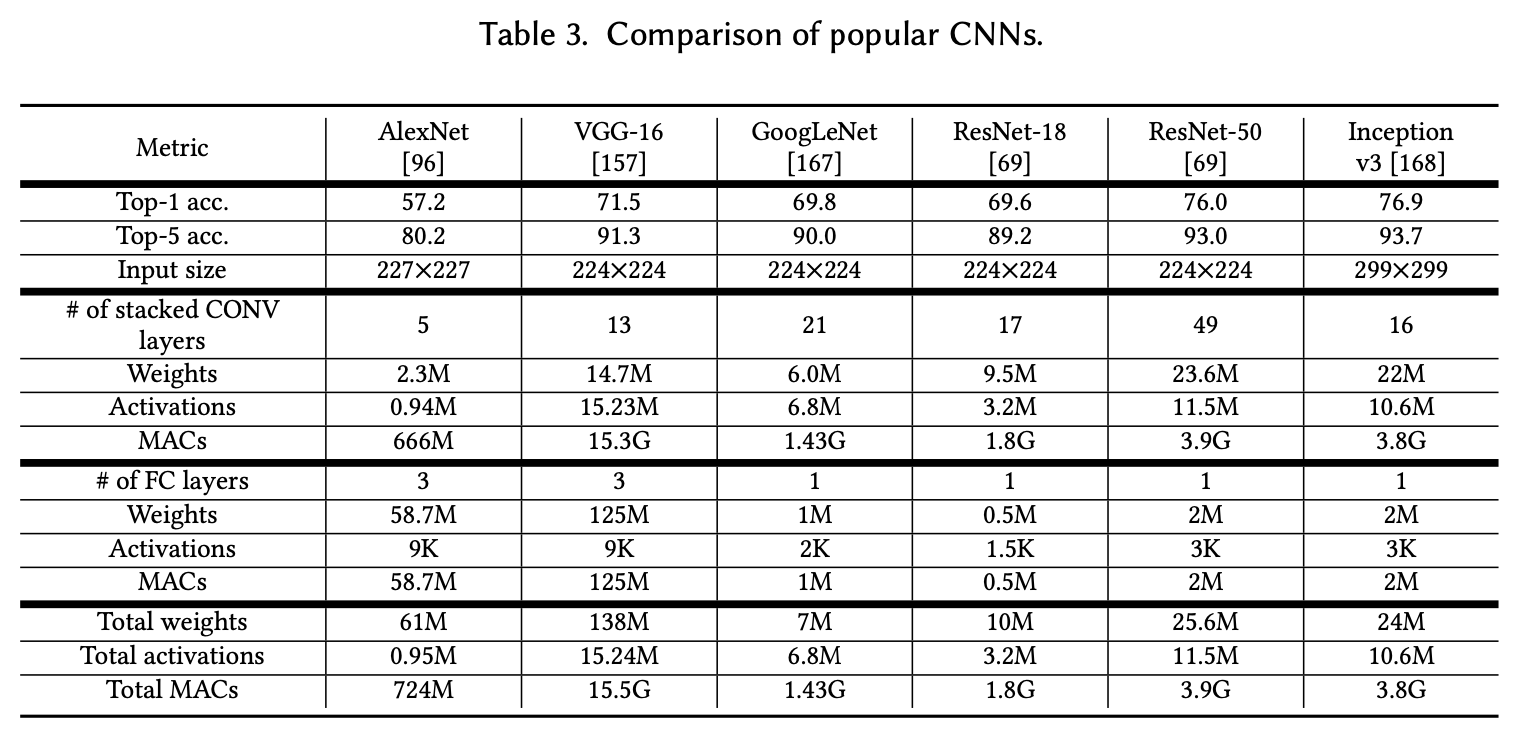 Table 3. Comparison of popular CNNs.
Metric AlexNet [96] VGG-16 [157] GoogLeNet [167] ResNet-18 [69] ResNet-50 [69] Inception v3 [168]
Top-1 acc. 57.2 71.5 69.8 69.6 76.0 76.9
Top-5 acc. 80.2 91.3 90.0 89.2 93.0 93.7
Input size 227×227 224×224 224×224 224×224 224×224 299×299
# of stacked CONV layers 5 13 21 17 49 16
Weights 2.3M 14.7M 6.0M 9.5M 23.6M 22M
Activations 0.94M 15.23M 6.8M 3.2M 11.5M 10.6M
MACs 666M 15.3G 1.43G 1.8G 3.9G 3.8G
# of FC layers 3 3 1 1 1 1
Weights 58.7M 125M 1M 0.5M 2M 2M
Activations 9K 9K 2K 1.5K 3K 3K
MACs 58.7M 125M 1M 0.5M 2M 2M
Total weights 61M 138M 7M 10M 25.6M 24M
Total activations 0.95M 15.24M 6.8M 3.2M 11.5M 10.6M
Total MACs 724M 15.5G 1.43G 1.8G 3.9G 3.8G